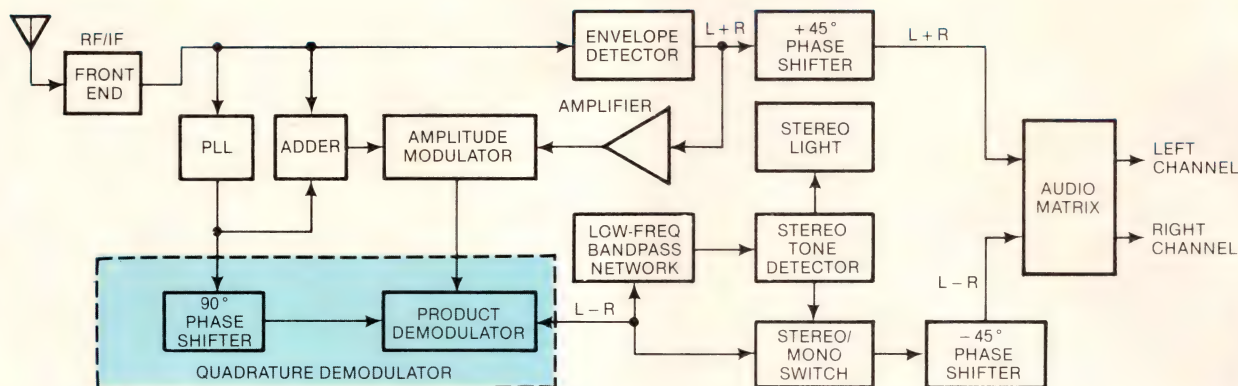 RF/IF
FRONT
END
PLL
ADDER
AMPLITUDE
MODULATOR
AMPLIFIER
ENVELOPE
DETECTOR
L+R
+45°
PHASE
SHIFTER
L+R
STEREO
LIGHT
LOW-FREQ
BANDPASS
NETWORK
STEREO
TONE
DETECTOR
AUDIO
MATRIX
LEFT
CHANNEL
RIGHT
CHANNEL
90°
PHASE
SHIFTER
PRODUCT
DEMODULATOR
QUADRATURE DEMODULATOR
L-R
STEREO/
MONO
SWITCH
-45°
PHASE
SHIFTER
L-R